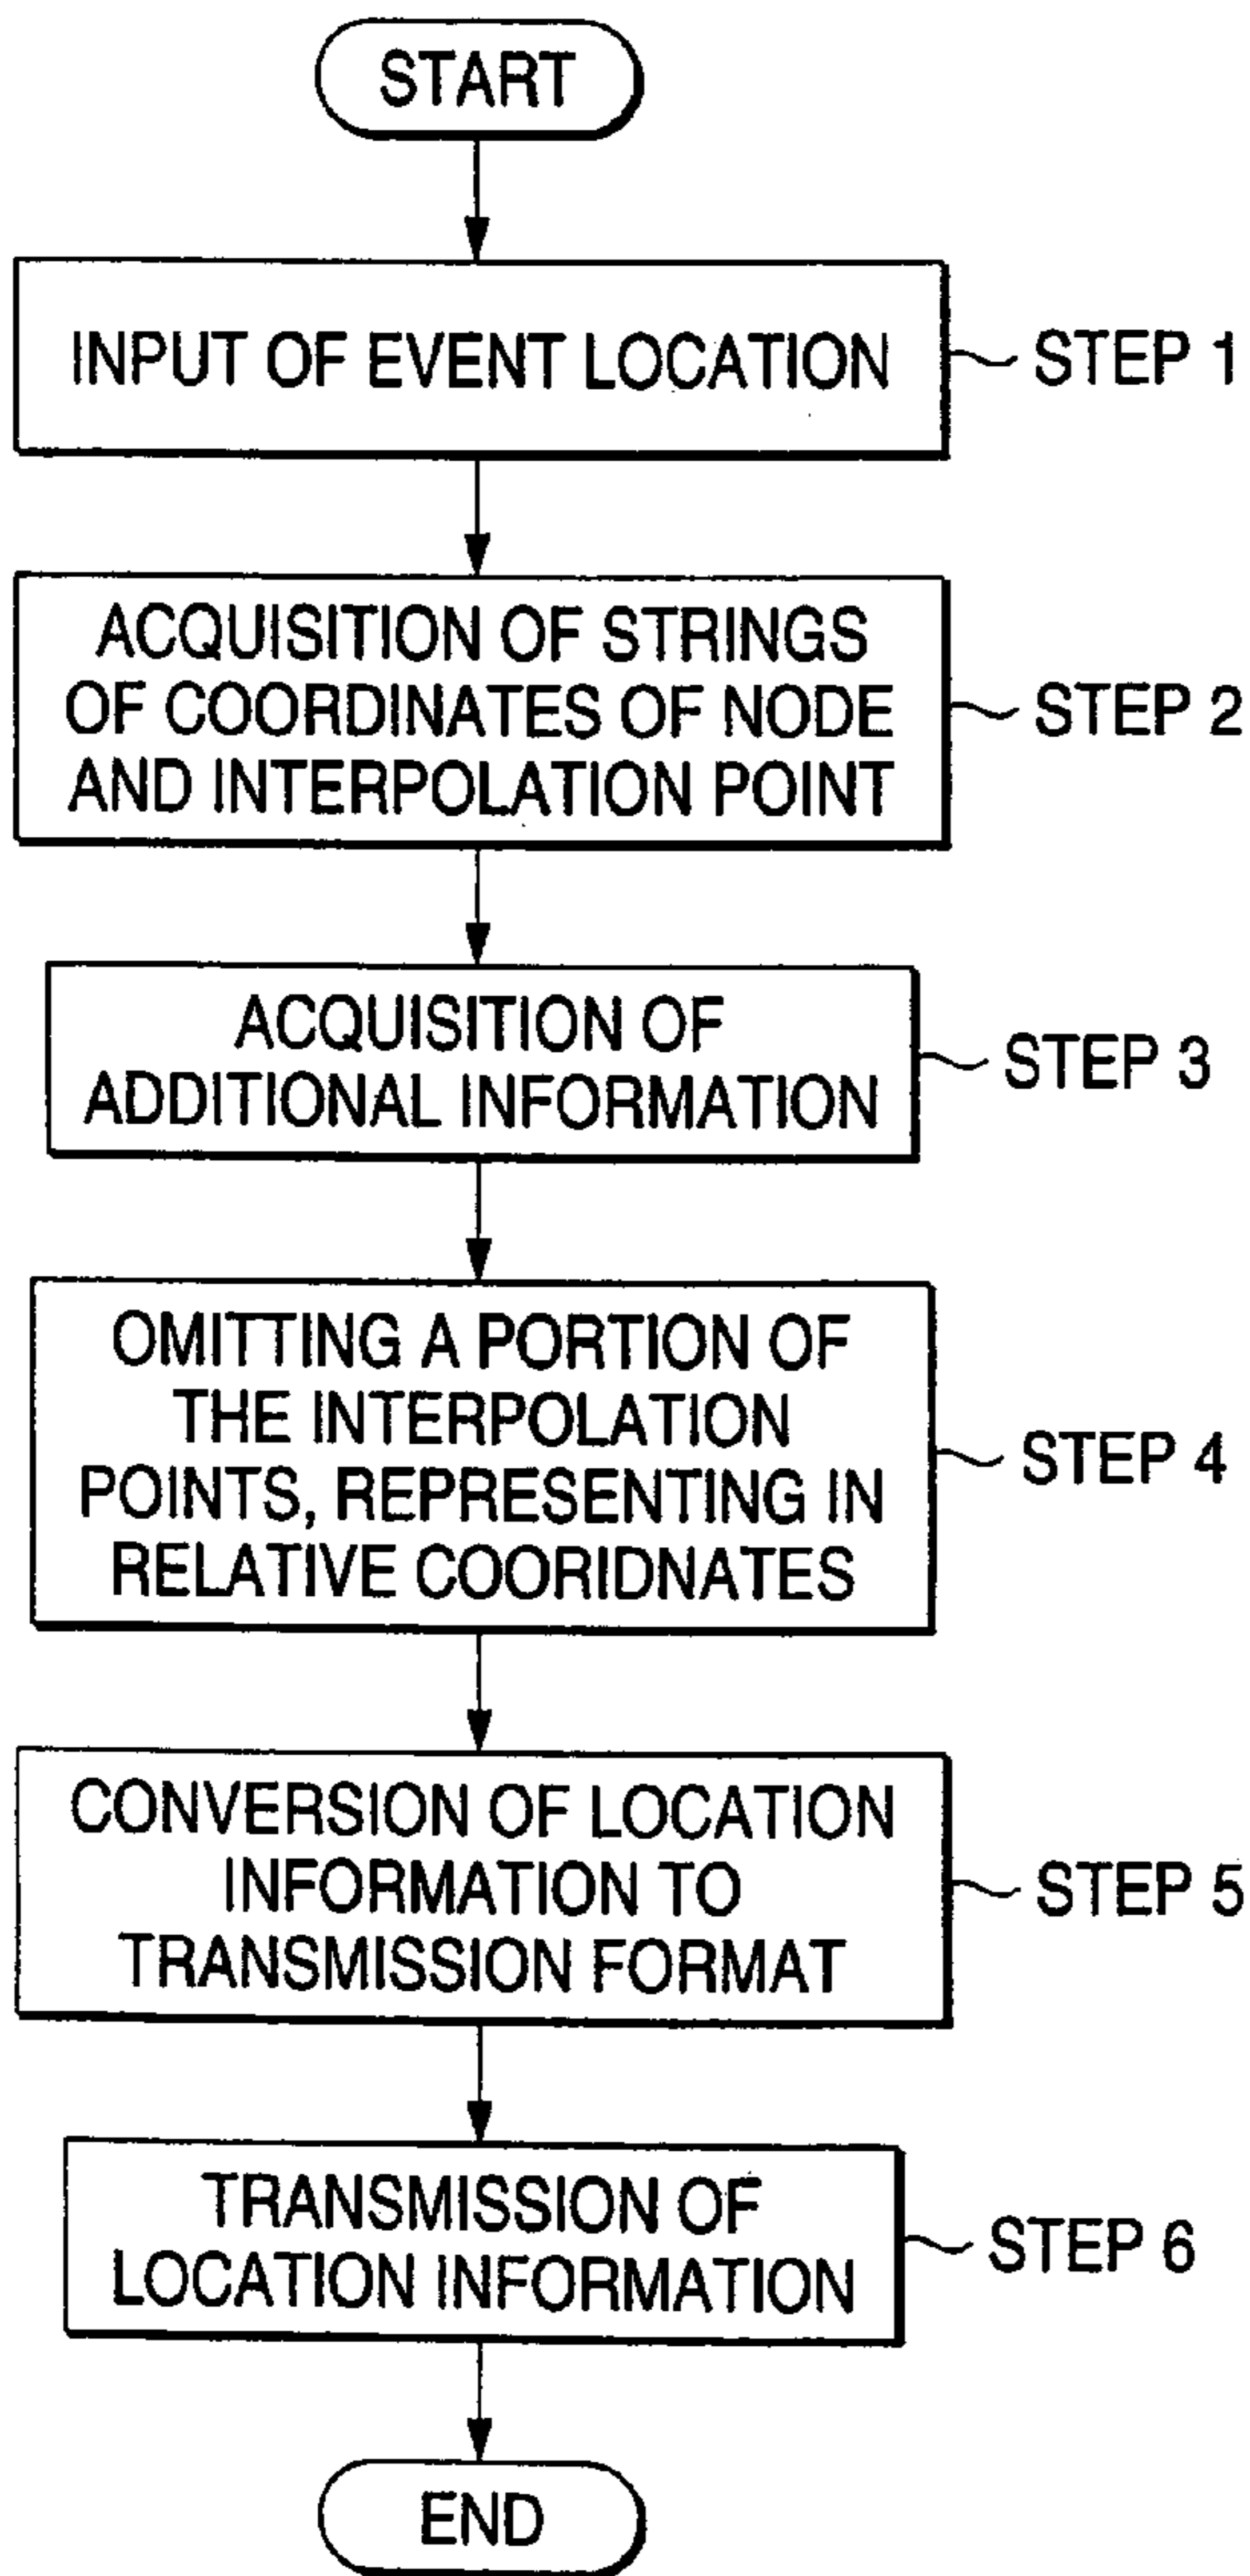 START
INPUT OF EVENT LOCATION
STEP 1
ACQUISITION OF STRINGS
OF COORDINATES OF NODE
AND INTERPOLATION POINT
STEP 2
ACQUISITION OF
ADDITIONAL INFORMATION
STEP 3
OMITTING A PORTION OF
THE INTERPOLATION
POINTS, REPRESENTING IN
RELATIVE COORIDNATES
STEP 4
CONVERSION OF LOCATION
INFORMATION TO
TRANSMISSION FORMAT
STEP 5
TRANSMISSION OF
LOCATION INFORMATION
STEP 6
END